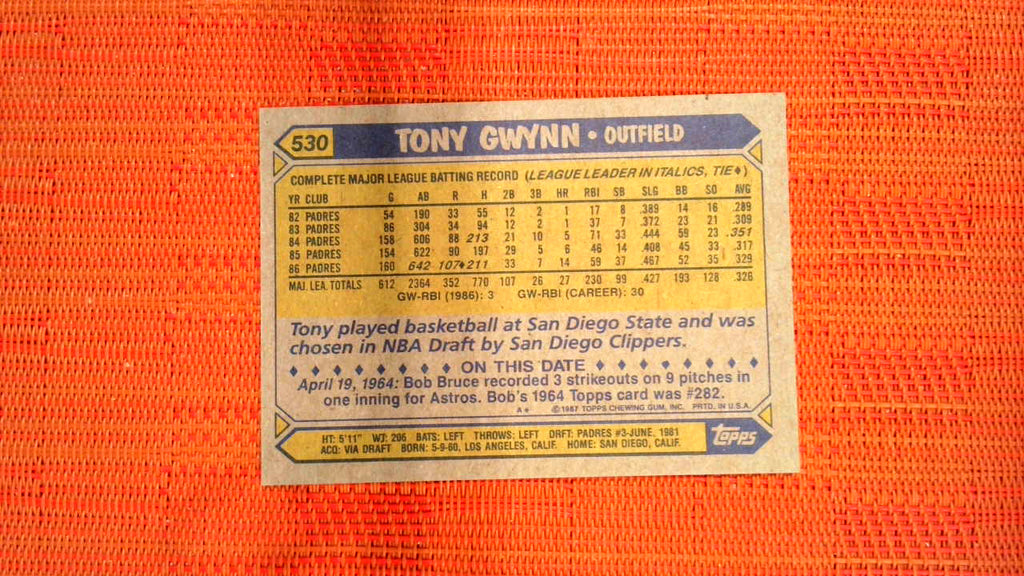 530 TONY GWYNN • OUTFIELD
COMPLETE MAJOR LEAGUE BATTING RECORD (LEAGUE LEADER IN ITALICS, TIE♦)
YR CLUB G AB R H 2B 3B HR RBI SB SLG BB SO AVG
82 PADRES 54 190 33 55 12 2 1 17 8 .389 14 16 .289
83 PADRES 86 304 34 94 12 2 1 37 7 .372 23 21 .309
84 PADRES 158 606 88 213 21 10 5 71 33 .444 59 23 .351
85 PADRES 154 622 90 197 29 5 6 46 14 .408 45 33 .317
86 PADRES 160 642 107♦ 211 33 7 14 59 37 .467 52 35 .329
MAJ. LEA. TOTALS 612 2364 352 770 107 26 27 230 99 .427 193 128 .326
GW-RBI (1986): 3 GW-RBI (CAREER): 30
Tony played basketball at San Diego State and was
chosen in NBA Draft by San Diego Clippers.
♦ ♦ ♦ ♦ ♦ ♦ ♦ ♦ ON THIS DATE ♦ ♦ ♦ ♦ ♦ ♦ ♦ ♦
April 19, 1964: Bob Bruce recorded 3 strikeouts on 9 pitches in
one inning for Astros. Bob's 1964 Topps card was #282.
A* ©1987 TOPPS CHEWING GUM, INC. PRTD. IN U.S.A.
HT: 5'11" WT: 206 BATS: LEFT THROWS: LEFT DRFT: PADRES #3-JUNE, 1981
ACQ: VIA DRAFT BORN: 5-9-60, LOS ANGELES, CALIF. HOME: SAN DIEGO, CALIF.
Topps